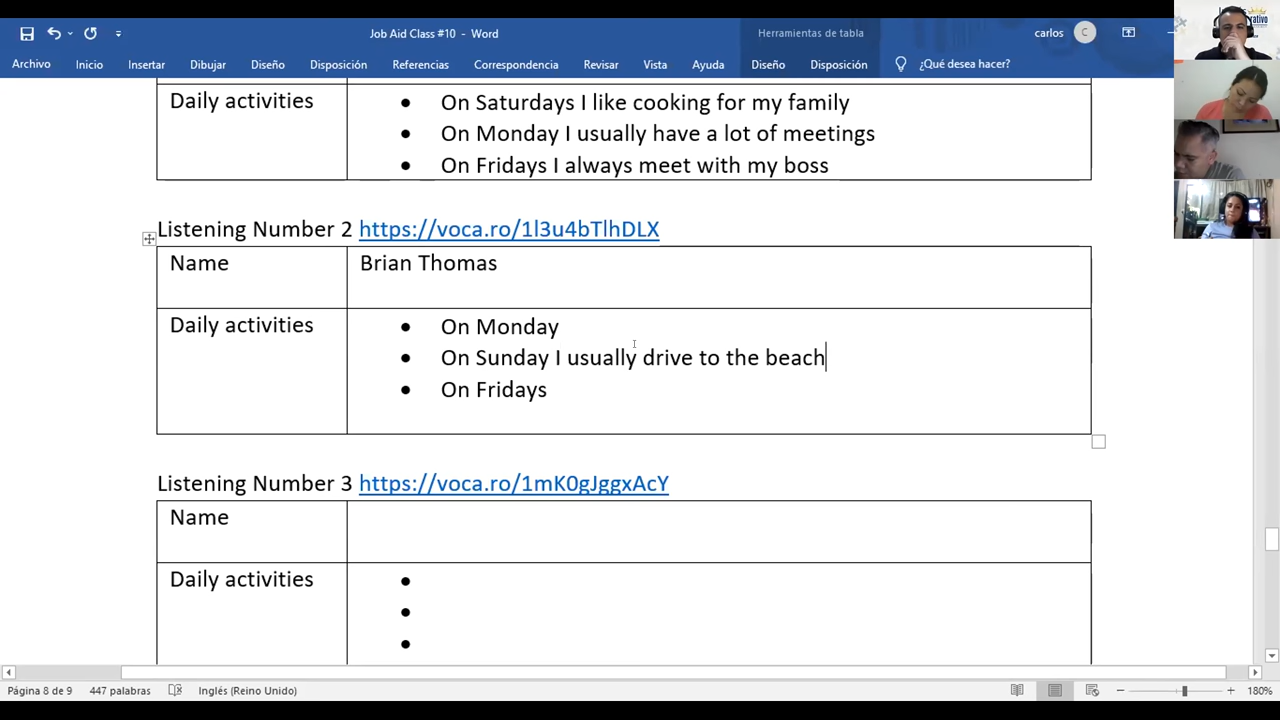 Job Aid Class #10 - Word
Herramientas de tabla
carlos
C
Archivo
Inicio
Insertar
Dibujar
Diseño
Disposición
Referencias
Correspondencia
Revisar
Vista
Ayuda
Diseño
Disposición
¿Qué desea hacer?
Daily activities
• On Saturdays I like cooking for my family
• On Monday I usually have a lot of meetings
• On Fridays I always meet with my boss
Listening Number 2 https://voca.ro/1l3u4bTlhDLX
Name
Brian Thomas
Daily activities
• On Monday
• On Sunday I usually drive to the beach
• On Fridays
Listening Number 3 https://voca.ro/1mK0gJggxAcY
Name
Daily activities
Página 8 de 9
447 palabras
Inglés (Reino Unido)
180%